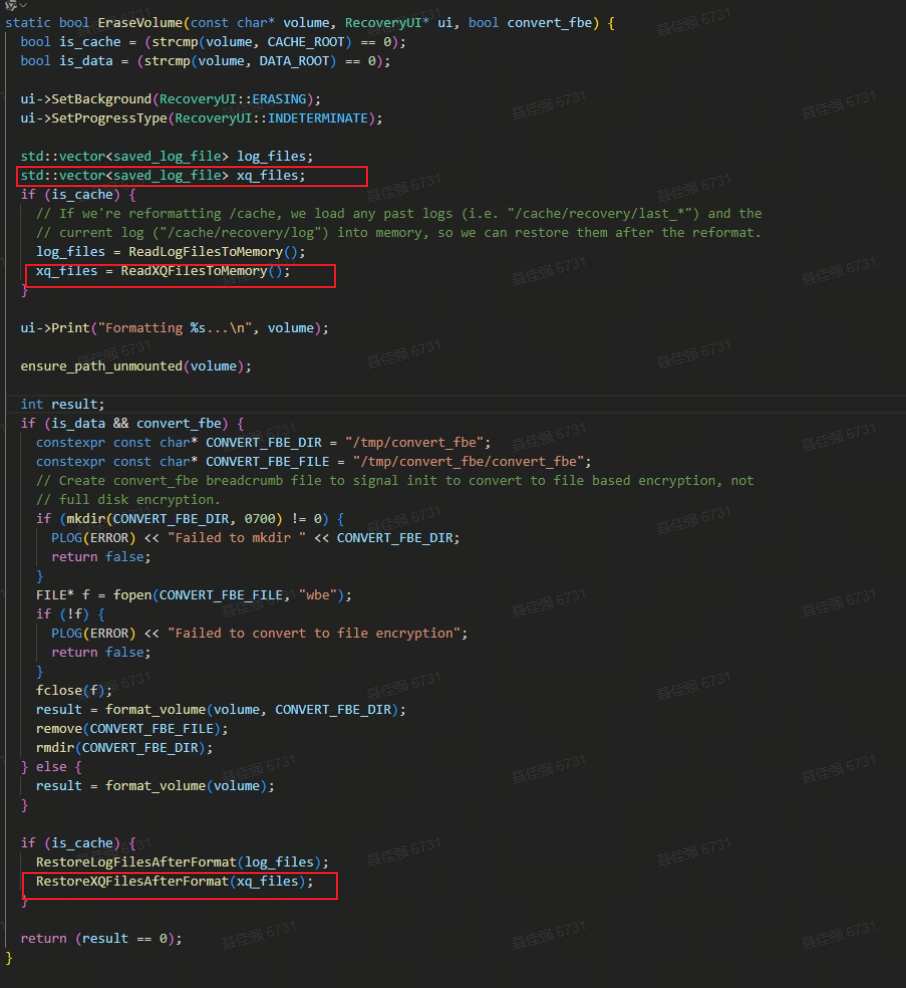 static bool EraseVolume(const char* volume, RecoveryUI* ui, bool convert_fbe) {
  bool is_cache = (strcmp(volume, CACHE_ROOT) == 0);
  bool is_data = (strcmp(volume, DATA_ROOT) == 0);

  ui->SetBackground(RecoveryUI::ERASING);
  ui->SetProgressType(RecoveryUI::INDETERMINATE);

  std::vector<saved_log_file> log_files;
  std::vector<saved_log_file> xq_files;
  if (is_cache) {
    // If we're reformatting /cache, we load any past logs (i.e. "/cache/recovery/last_*") and the
    // current log ("/cache/recovery/log") into memory, so we can restore them after the reformat.
    log_files = ReadLogFilesToMemory();
    xq_files = ReadXQFilesToMemory();
  }

  ui->Print("Formatting %s...\n", volume);

  ensure_path_unmounted(volume);

  int result;
  if (is_data && convert_fbe) {
    constexpr const char* CONVERT_FBE_DIR = "/tmp/convert_fbe";
    constexpr const char* CONVERT_FBE_FILE = "/tmp/convert_fbe/convert_fbe";
    // Create convert_fbe breadcrumb file to signal init to convert to file based encryption, not
    // full disk encryption.
    if (mkdir(CONVERT_FBE_DIR, 0700) != 0) {
      PLOG(ERROR) << "Failed to mkdir " << CONVERT_FBE_DIR;
      return false;
    }
    FILE* f = fopen(CONVERT_FBE_FILE, "wbe");
    if (!f) {
      PLOG(ERROR) << "Failed to convert to file encryption";
      return false;
    }
    fclose(f);
    result = format_volume(volume, CONVERT_FBE_DIR);
    remove(CONVERT_FBE_FILE);
    rmdir(CONVERT_FBE_DIR);
  } else {
    result = format_volume(volume);
  }

  if (is_cache) {
    RestoreLogFilesAfterFormat(log_files);
    RestoreXQFilesAfterFormat(xq_files);
  }

  return (result == 0);
}
聂佳强 6731